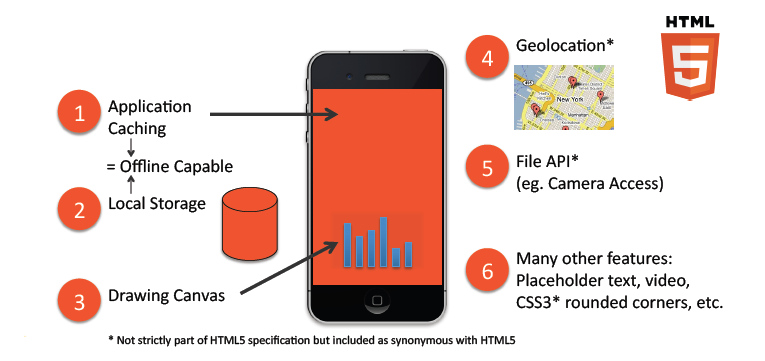 HTML
5
1
Application
Caching
= Offline Capable
2
Local Storage
3
Drawing Canvas
4
Geolocation*
New York
Manhattan
5
File API*
(eg. Camera Access)
6
Many other features:
Placeholder text, video,
CSS3* rounded corners, etc.
* Not strictly part of HTML5 specification but included as synonymous with HTML5